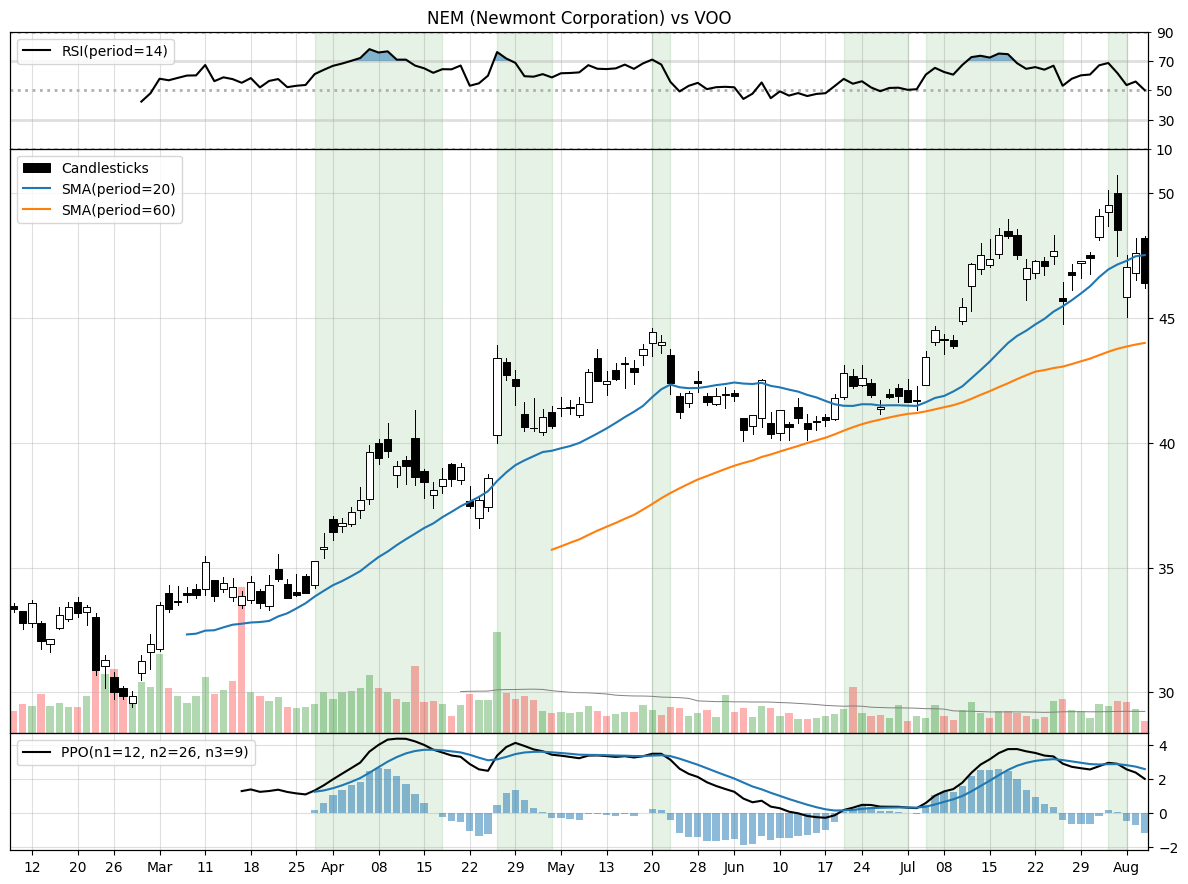 NEM (Newmont Corporation) vs VOO
RSI(period=14)
90
70
50
30
10
Candlesticks
SMA(period=20)
SMA(period=60)
50
45
40
35
30
PPO(n1=12, n2=26, n3=9)
4
2
0
−2
12 20 26 Mar 11 18 25 Apr 08 15 22 29 May 13 20 28 Jun 10 17 24 Jul 08 15 22 29 Aug